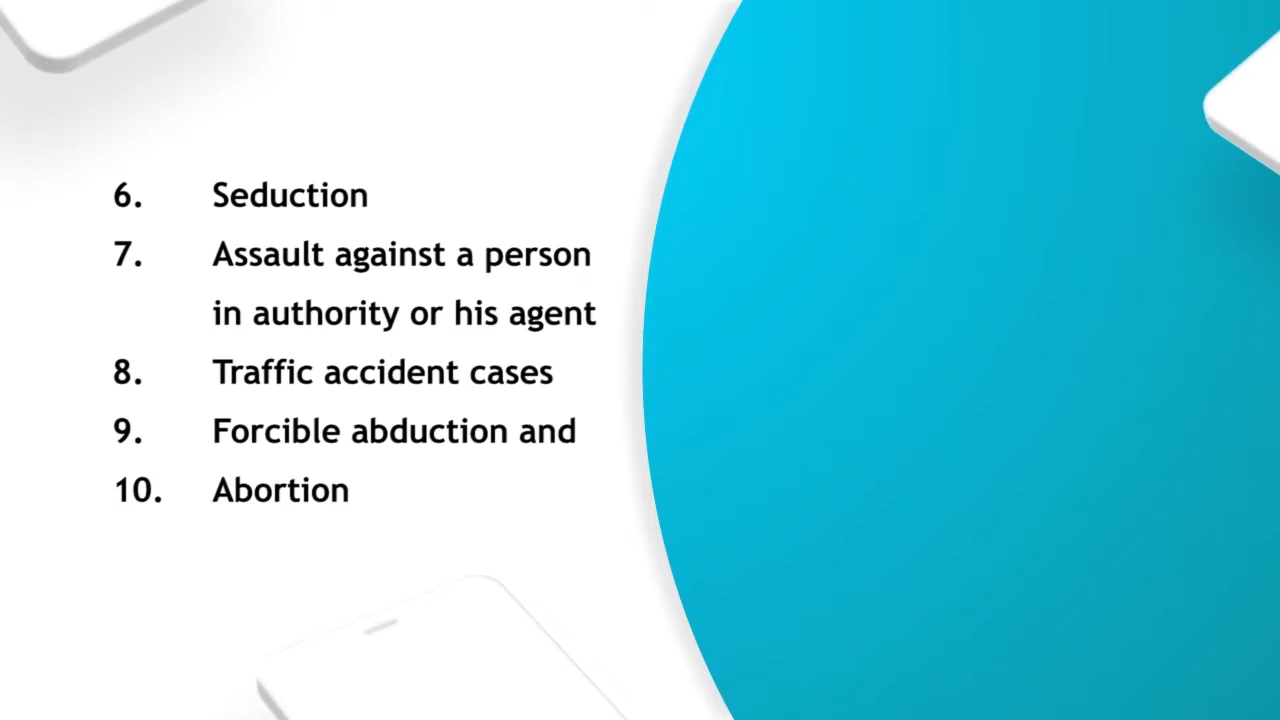 6. Seduction
7. Assault against a person
in authority or his agent
8. Traffic accident cases
9. Forcible abduction and
10. Abortion